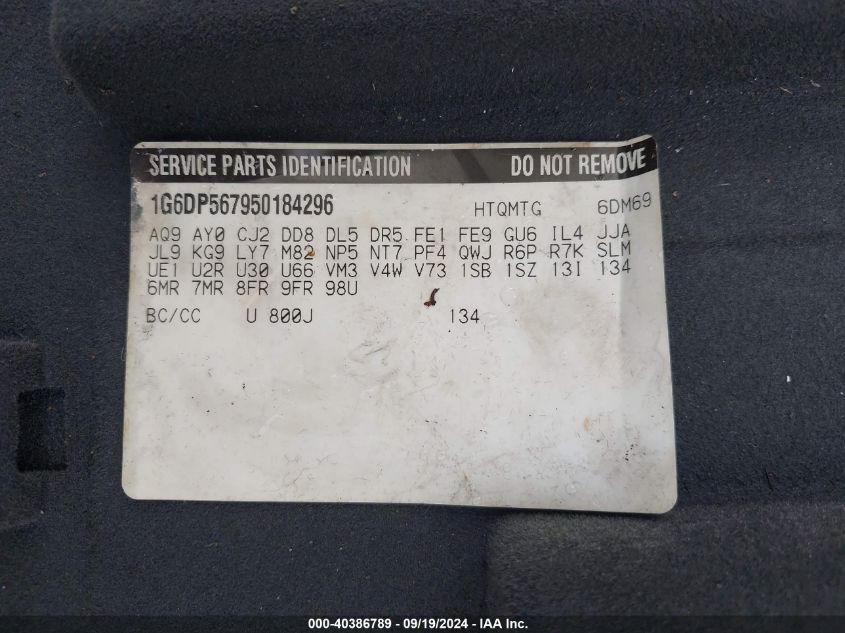 SERVICE PARTS IDENTIFICATION DO NOT REMOVE
1G6DP567950184296 HTQMTG 6DM69
AQ9 AY0 CJ2 DD8 DL5 DR5 FE1 FE9 GU6 IL4 JJA
JL9 KG9 LY7 M82 NP5 NT7 PF4 QWJ R6P R7K SLM
UE1 U2R U30 U66 VM3 V4W V73 1SB 1SZ 13I 134
6MR 7MR 8FR 9FR 98U
BC/CC U 800J 134
000-40386789 - 09/19/2024 - IAA Inc.